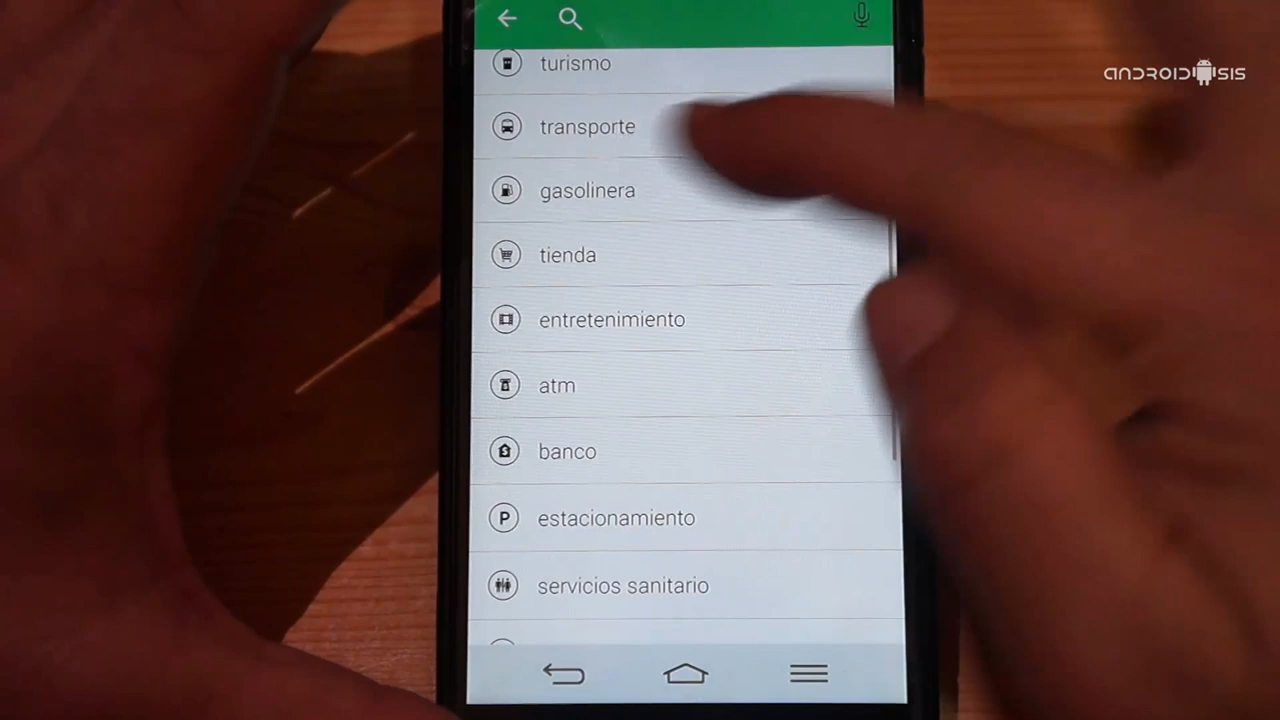 turismo
ANDROIDSIS
transporte
gasolinera
tienda
entretenimiento
atm
banco
P estacionamiento
servicios sanitario